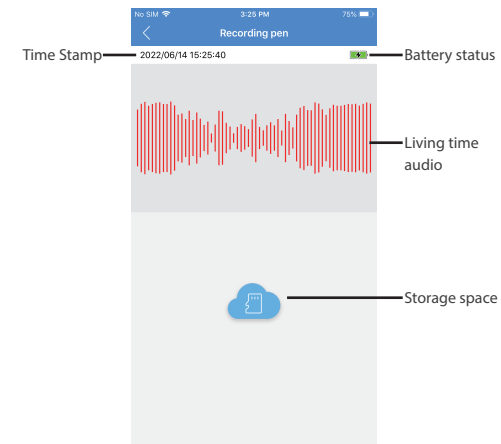 No SIM 3:25 PM 75%
Recording pen
Time Stamp 2022/06/14 15:25:40 Battery status
Living time
audio
Storage space